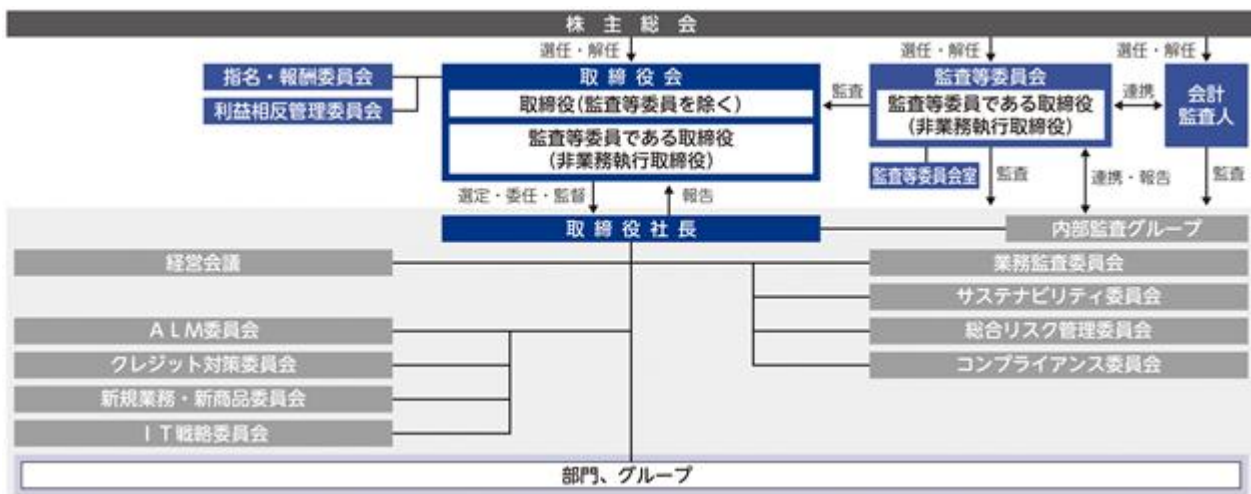 株主総会
選任・解任
選任・解任
選任・解任
指名・報酬委員会
利益相反管理委員会
取締役会
取締役(監査等委員を除く)
監査等委員である取締役
(非業務執行取締役)
監査
監査等委員会
監査等委員である取締役
(非業務執行取締役)
連携
会計
監査人
監査等委員会室
監査
連携・報告
監査
選定・委任・監督
報告
取締役社長
内部監査グループ
経営会議
業務監査委員会
サステナビリティ委員会
ALM委員会
総合リスク管理委員会
クレジット対策委員会
コンプライアンス委員会
新規業務・新商品委員会
IT戦略委員会
部門、グループ